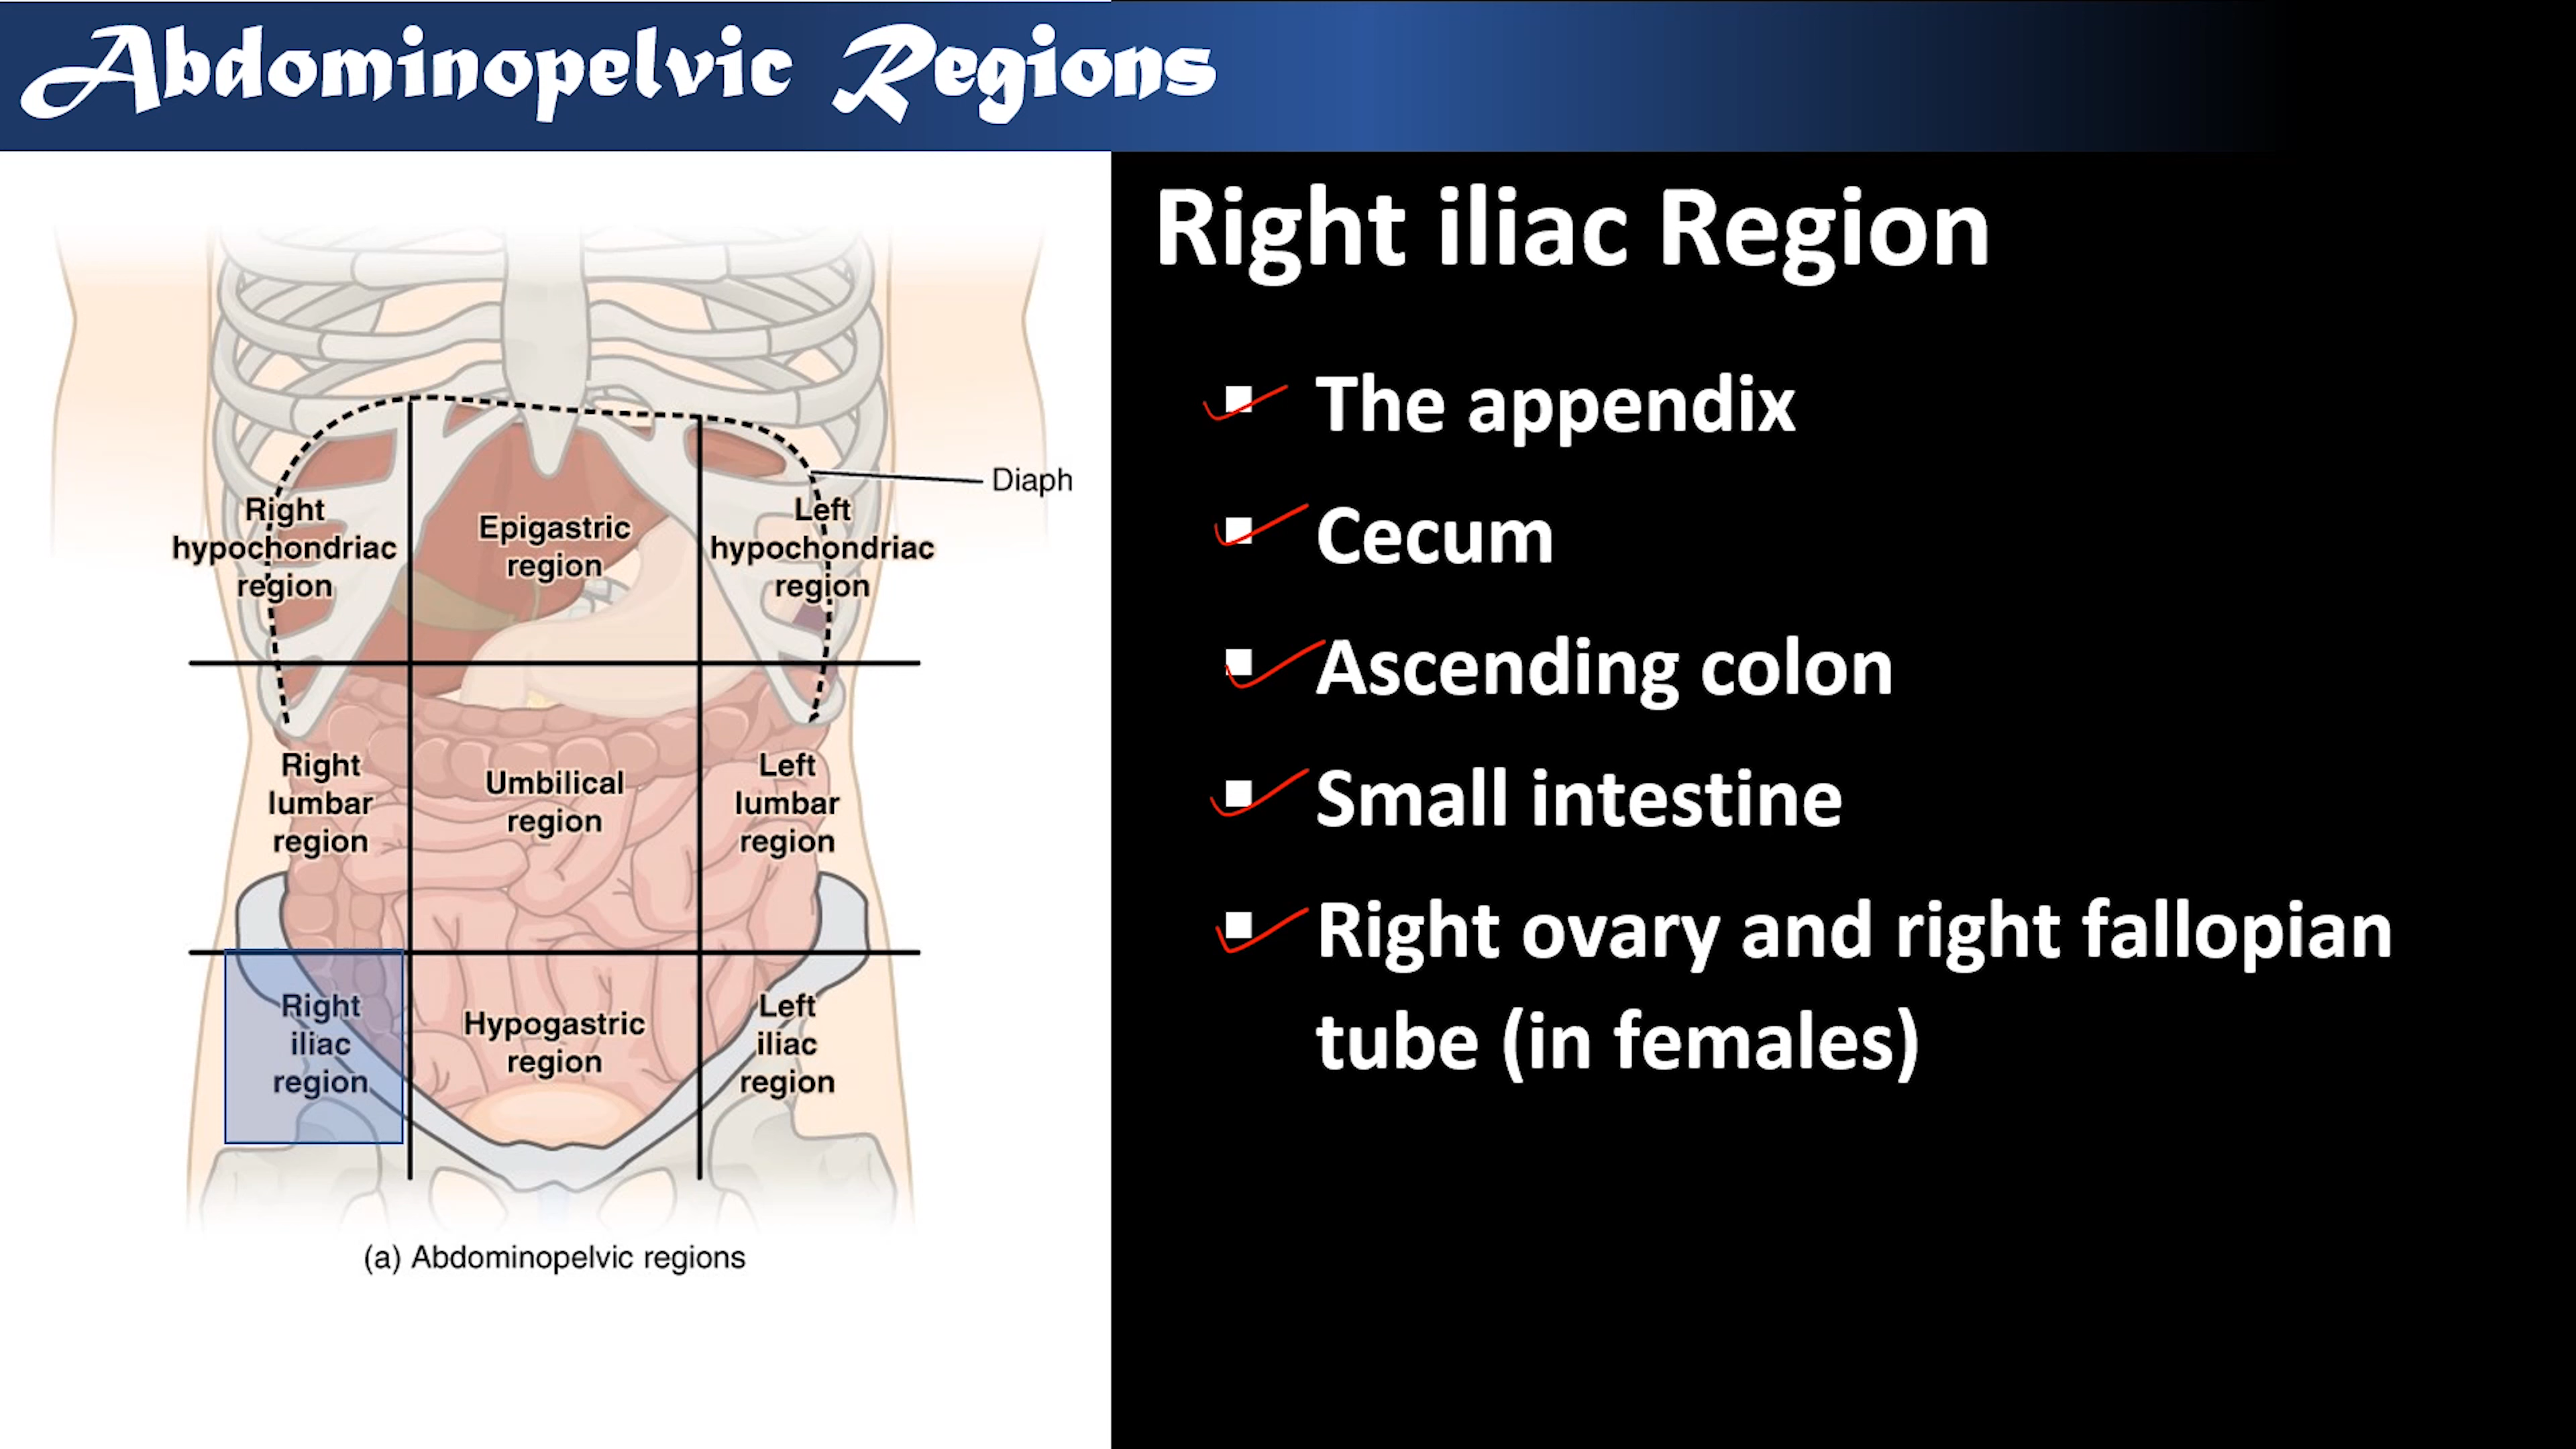 Abdominopelvic Regions
Right iliac Region
The appendix
Cecum
Ascending colon
Small intestine
Right ovary and right fallopian
tube (in females)
Diaph
Right
hypochondriac
region
Epigastric
region
Left
hypochondriac
region
Right
lumbar
region
Umbilical
region
Left
lumbar
region
Right
iliac
region
Hypogastric
region
Left
iliac
region
(a) Abdominopelvic regions